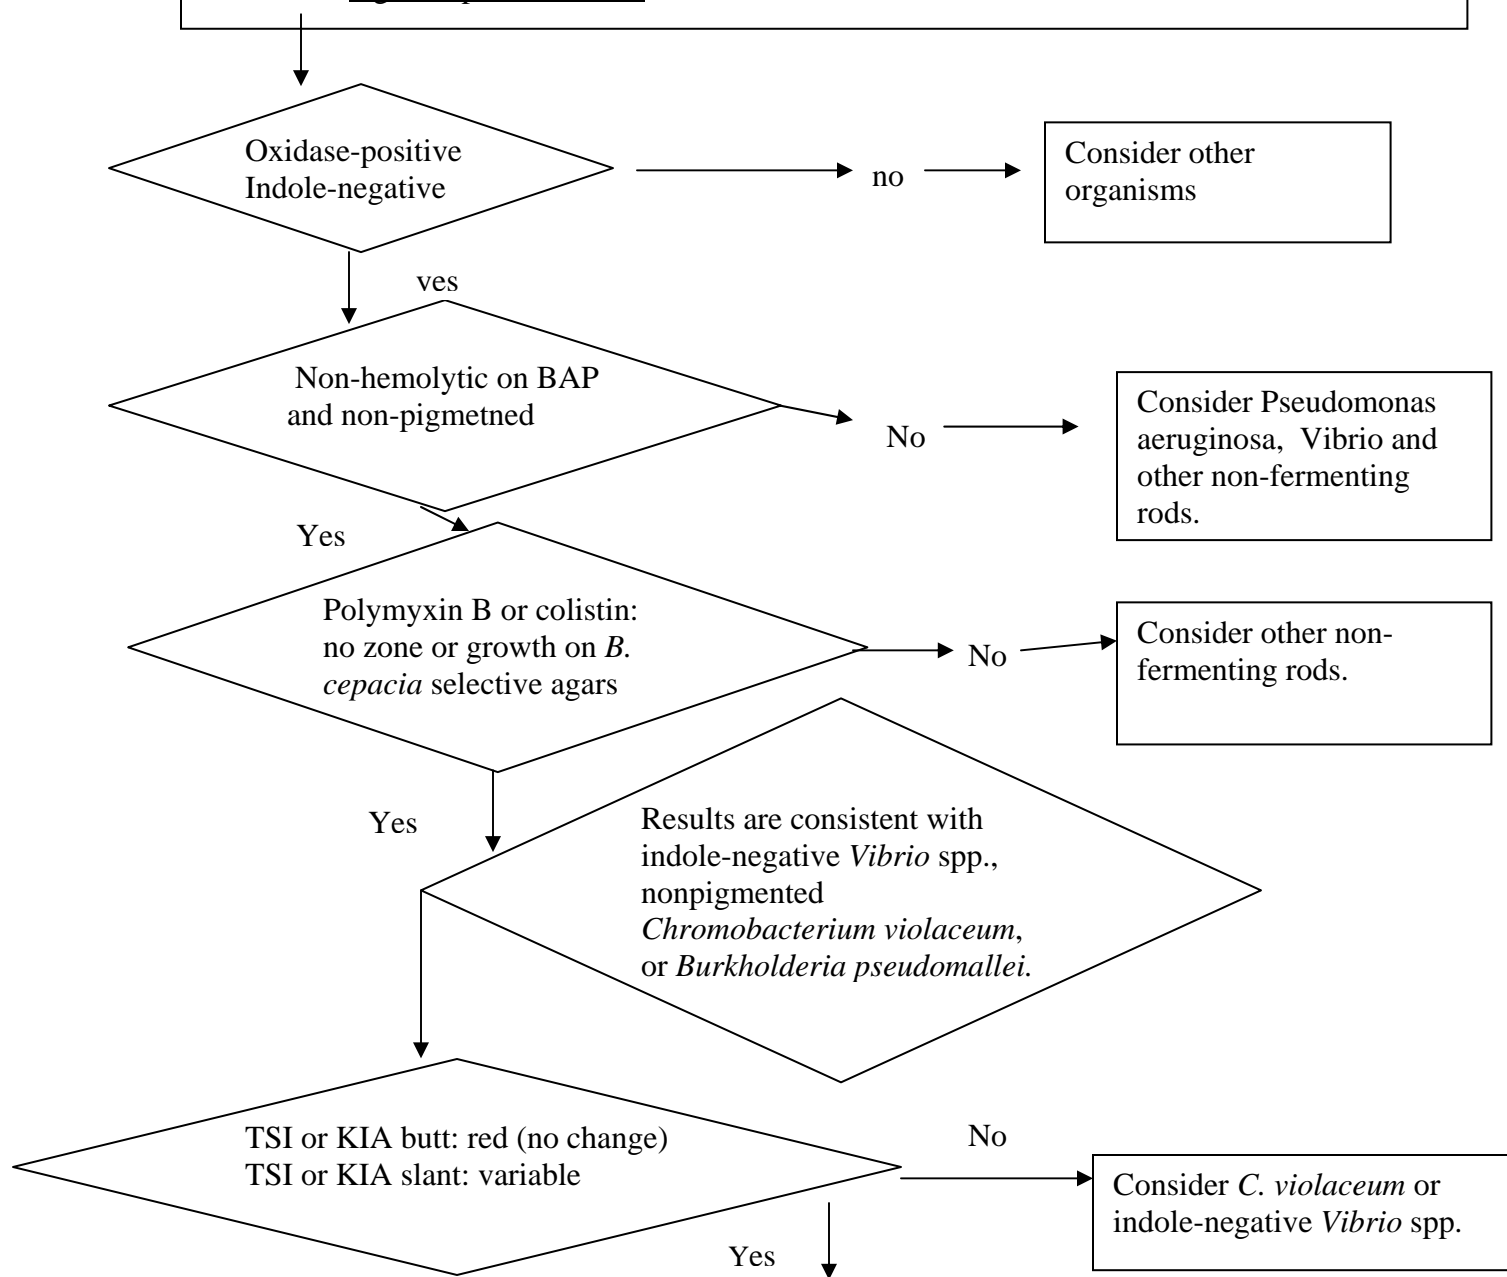 Oxidase-positive
Indole-negative
no
Consider other
organisms
ves
Non-hemolytic on BAP
and non-pigmetned
No
Consider Pseudomonas
aeruginosa, Vibrio and
other non-fermenting
rods.
Yes
Polymyxin B or colistin:
no zone or growth on B.
cepacia selective agars
No
Consider other non-
fermenting rods.
Yes
Results are consistent with
indole-negative Vibrio spp.,
nonpigmented
Chromobacterium violaceum,
or Burkholderia pseudomallei.
TSI or KIA butt: red (no change)
TSI or KIA slant: variable
No
Consider C. violaceum or
indole-negative Vibrio spp.
Yes